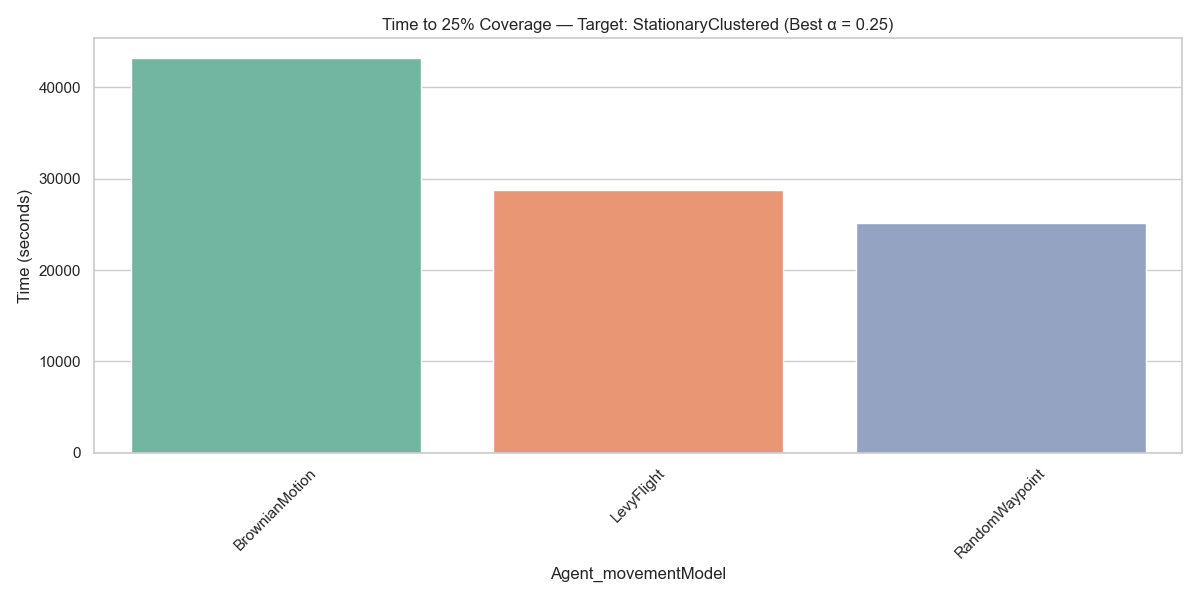 Time to 25% Coverage — Target: StationaryClustered (Best α = 0.25)
Time (seconds)
40000
30000
20000
10000
0
BrownianMotion
LevyFlight
RandomWaypoint
Agent_movementModel